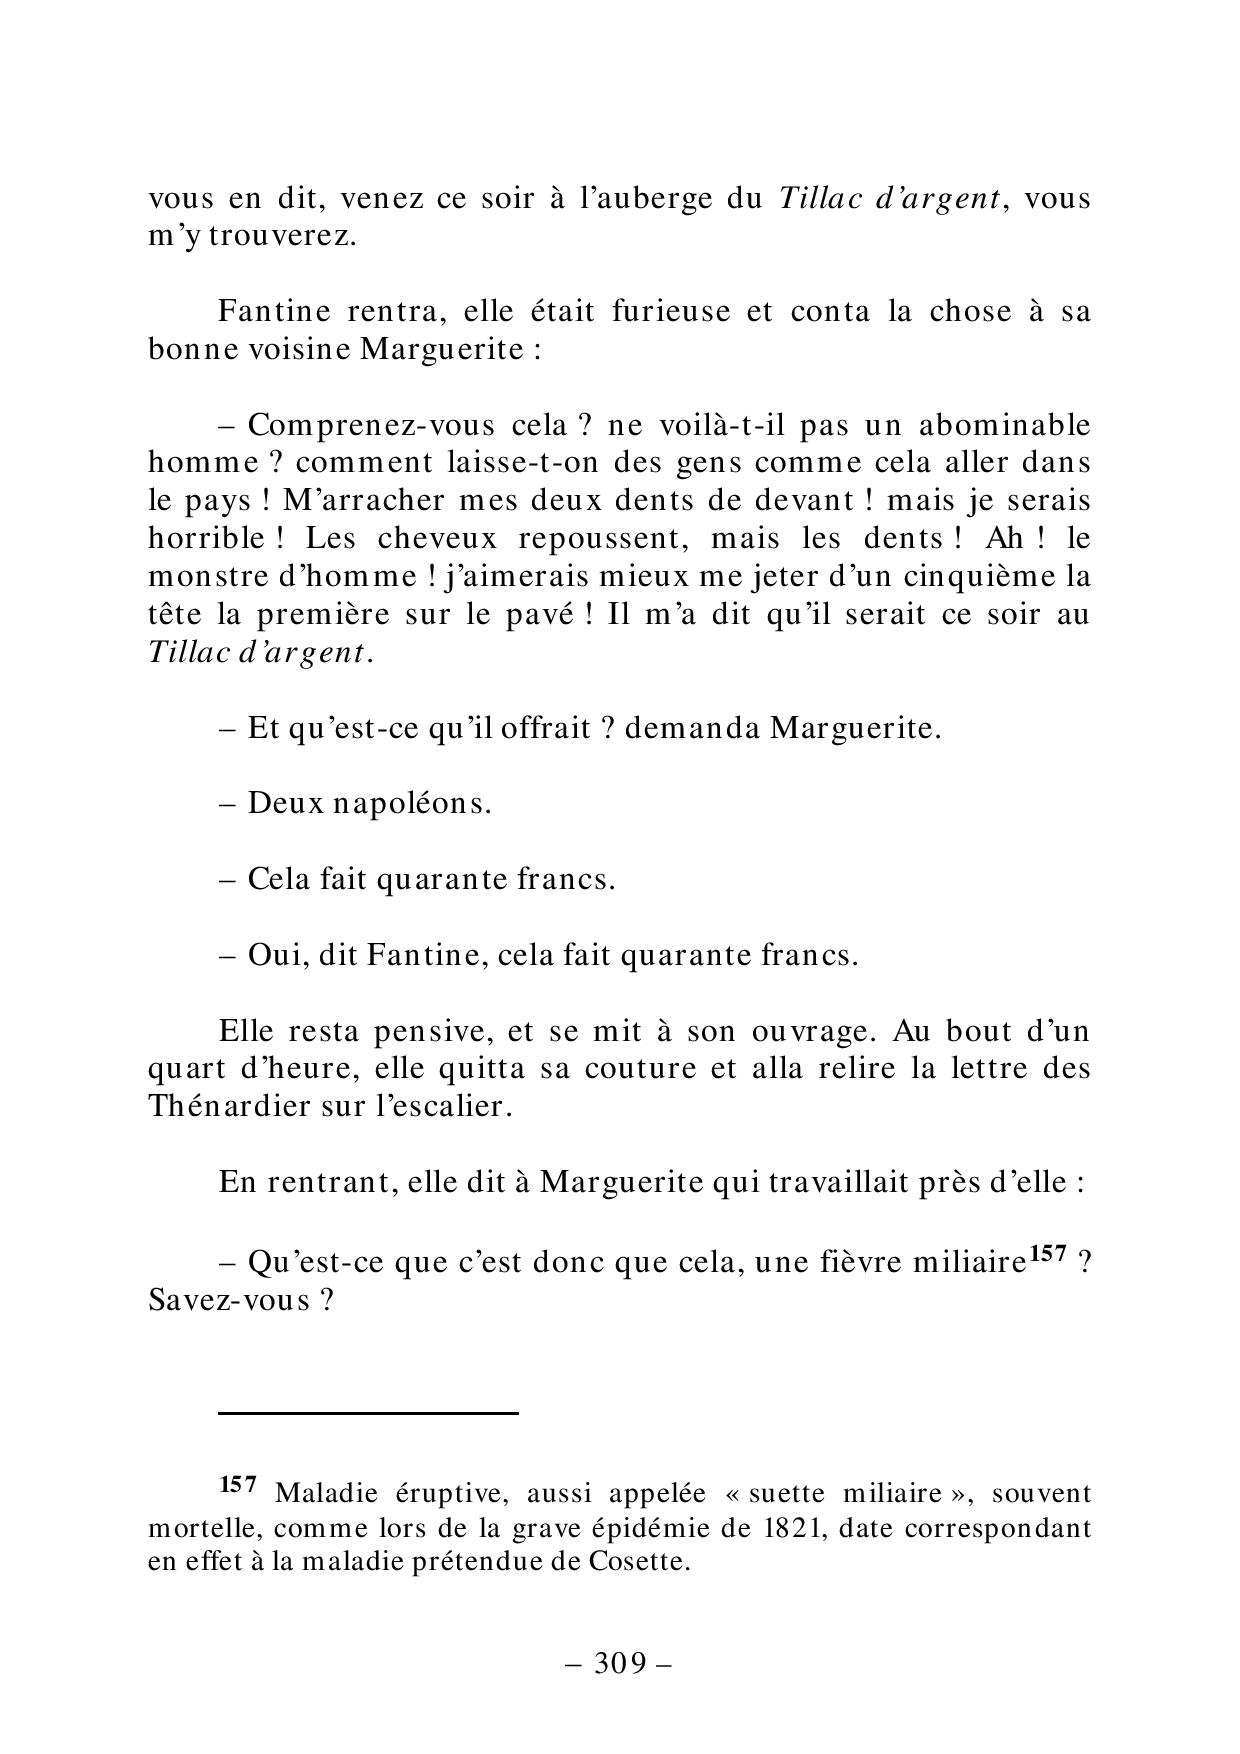 vous en dit, venez ce soir à l’auberge du Tillac d’argent, vous
m’y trouverez.
Fantine rentra, elle était furieuse et conta la chose à sa
bonne voisine Marguerite :
– Comprenez-vous cela ? ne voilà-t-il pas un abominable
homme ? comment laisse-t-on des gens comme cela aller dans
le pays ! M’arracher mes deux dents de devant ! mais je serais
horrible ! Les cheveux repoussent, mais les dents ! Ah ! le
monstre d’homme ! j’aimerais mieux me jeter d’un cinquième la
tête la première sur le pavé ! Il m’a dit qu’il serait ce soir au
Tillac d’argent.
– Et qu’est-ce qu’il offrait ? demanda Marguerite.
– Deux napoléons.
– Cela fait quarante francs.
– Oui, dit Fantine, cela fait quarante francs.
Elle resta pensive, et se mit à son ouvrage. Au bout d’un
quart d’heure, elle quitta sa couture et alla relire la lettre des
Thénardier sur l’escalier.
En rentrant, elle dit à Marguerite qui travaillait près d’elle :
– Qu’est-ce que c’est donc que cela, une fièvre miliaire157 ?
Savez-vous ?
157 Maladie éruptive, aussi appelée « suette miliaire », souvent
mortelle, comme lors de la grave épidémie de 1821, date correspondant
en effet à la maladie prétendue de Cosette.
– 309 –